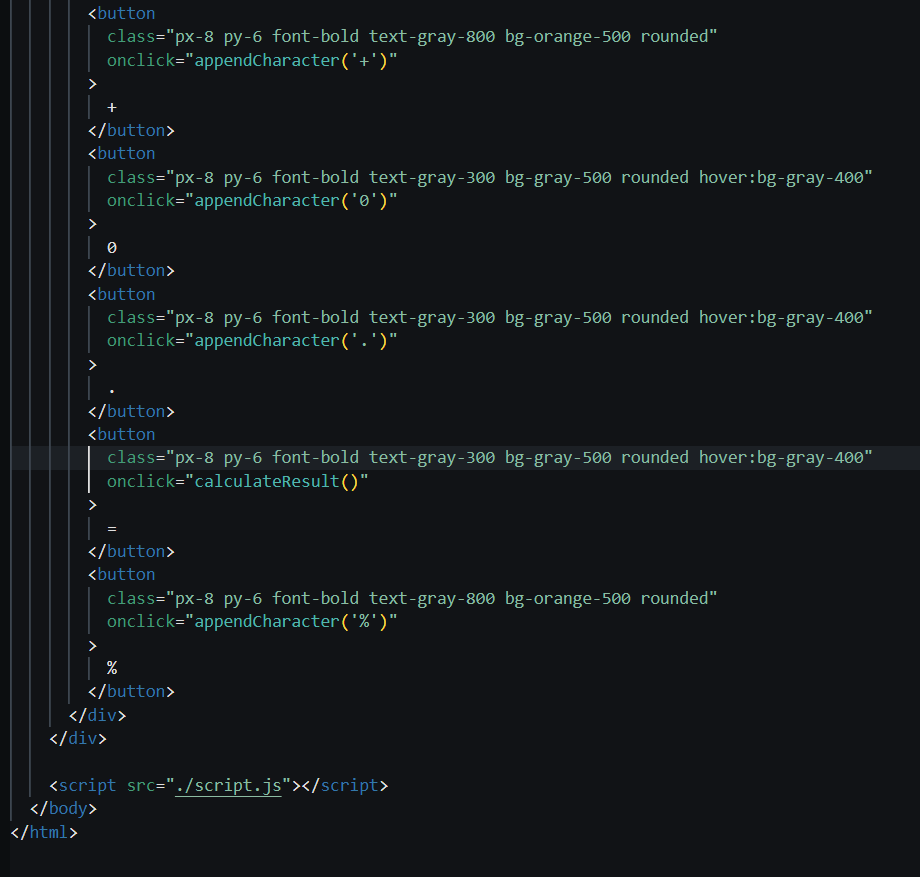 <button
class="px-8 py-6 font-bold text-gray-800 bg-orange-500 rounded"
onclick="appendCharacter('+')"
>
+
</button>
<button
class="px-8 py-6 font-bold text-gray-300 bg-gray-500 rounded hover:bg-gray-400"
onclick="appendCharacter('0')"
>
0
</button>
<button
class="px-8 py-6 font-bold text-gray-300 bg-gray-500 rounded hover:bg-gray-400"
onclick="appendCharacter('.')"
>
.
</button>
<button
class="px-8 py-6 font-bold text-gray-300 bg-gray-500 rounded hover:bg-gray-400"
onclick="calculateResult()"
>
=
</button>
<button
class="px-8 py-6 font-bold text-gray-800 bg-orange-500 rounded"
onclick="appendCharacter('%')"
>
%
</button>
</div>
</div>
<script src="./script.js"></script>
</body>
</html>